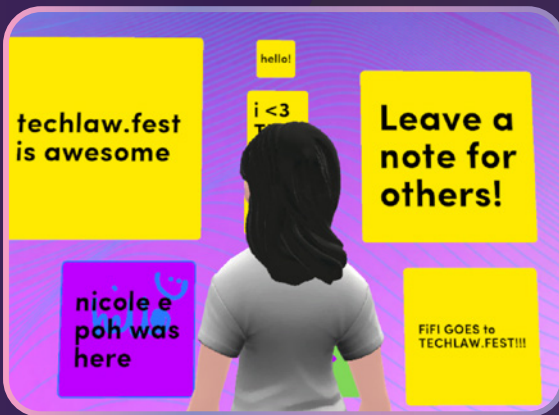 hello!
techlaw.fest
is awesome
i <3
Leave a
note for
others!
nicole e
poh was
here
FiFI GOES to
TECHLAW.FEST!!!